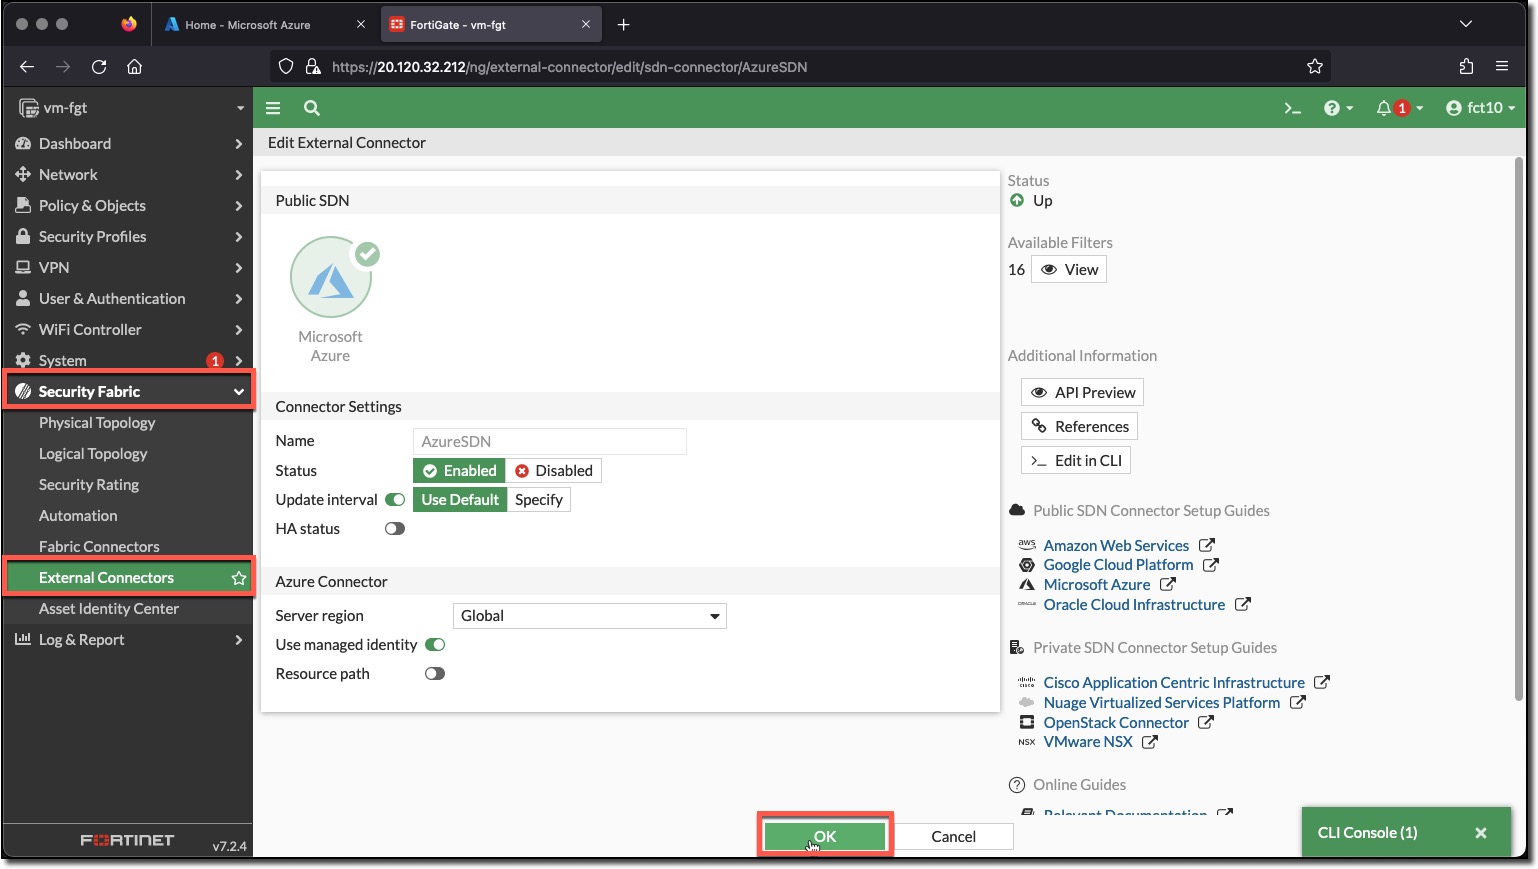 Home - Microsoft Azure
FortiGate - vm-fgt
https://20.120.32.212/ng/external-connector/edit/sdn-connector/AzureSDN
vm-fgt
1
fct10
Dashboard
Network
Policy & Objects
Security Profiles
VPN
User & Authentication
WiFi Controller
System 1
Security Fabric
Physical Topology
Logical Topology
Security Rating
Automation
Fabric Connectors
External Connectors
Asset Identity Center
Log & Report
FORTINET
v7.2.4
Edit External Connector
Public SDN
Microsoft
Azure
Connector Settings
Name AzureSDN
Status Enabled Disabled
Update interval Use Default Specify
HA status
Azure Connector
Server region Global
Use managed identity
Resource path
OK Cancel
Status
Up
Available Filters
16 View
Additional Information
API Preview
References
>_ Edit in CLI
Public SDN Connector Setup Guides
aws Amazon Web Services
Google Cloud Platform
Microsoft Azure
ORACLE Oracle Cloud Infrastructure
Private SDN Connector Setup Guides
cisco Cisco Application Centric Infrastructure
Nuage Virtualized Services Platform
OpenStack Connector
NSX VMware NSX
Online Guides
Relevant Documentation
CLI Console (1)